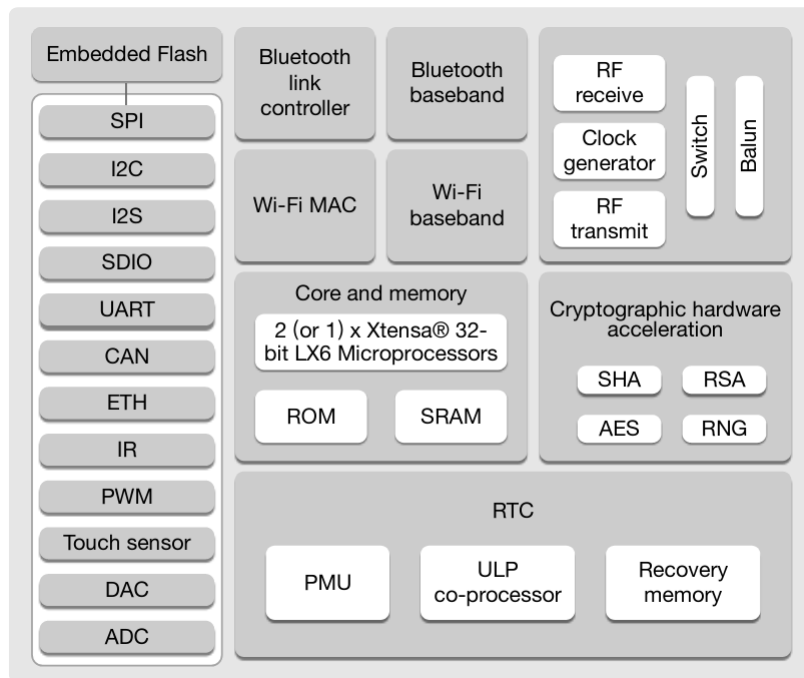 Embedded Flash
SPI
I2C
I2S
SDIO
UART
CAN
ETH
IR
PWM
Touch sensor
DAC
ADC
Bluetooth
link
controller
Bluetooth
baseband
Wi-Fi MAC
Wi-Fi
baseband
RF
receive
Clock
generator
RF
transmit
Switch
Balun
Core and memory
2 (or 1) x Xtensa® 32-
bit LX6 Microprocessors
ROM
SRAM
Cryptographic hardware
acceleration
SHA
RSA
AES
RNG
RTC
PMU
ULP
co-processor
Recovery
memory